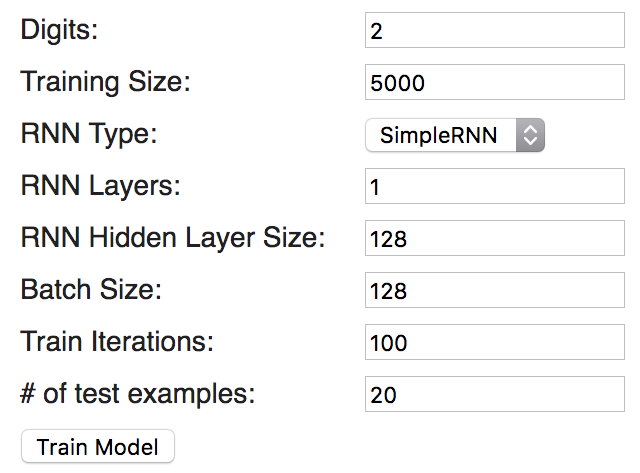 Digits: 2
Training Size: 5000
RNN Type: SimpleRNN
RNN Layers: 1
RNN Hidden Layer Size: 128
Batch Size: 128
Train Iterations: 100
# of test examples: 20
Train Model